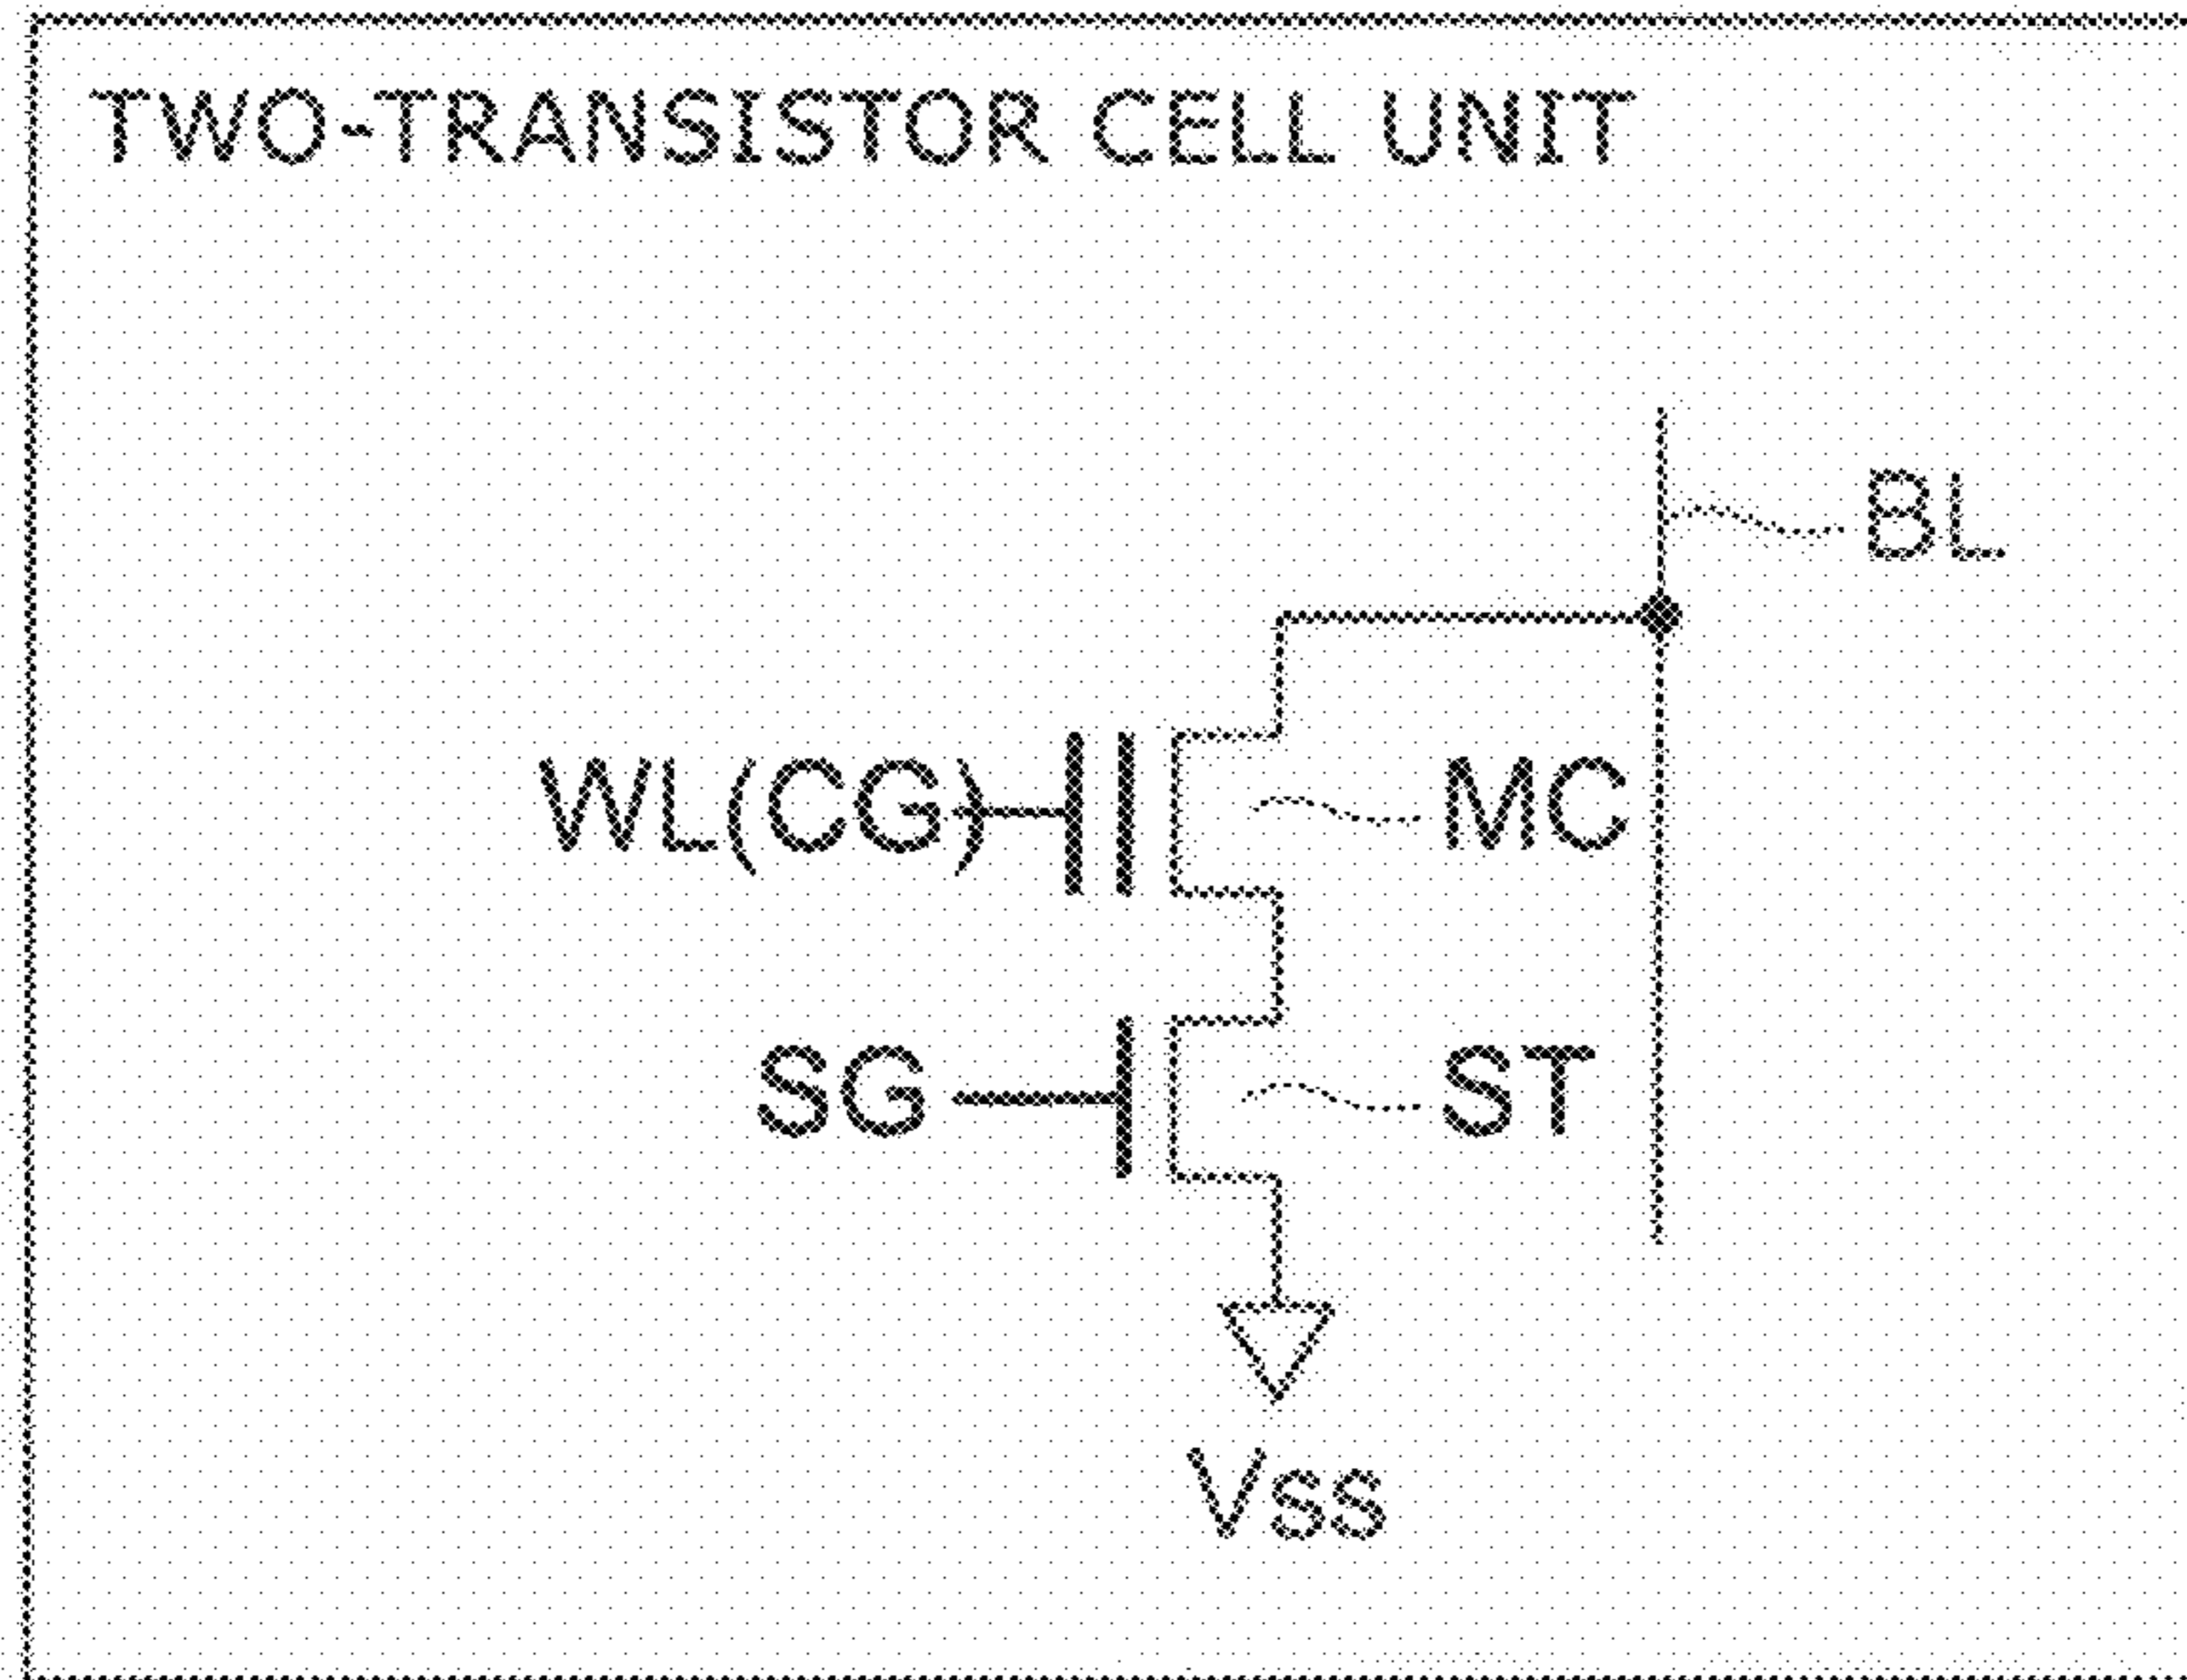 TWO-TRANSISTOR CELL UNIT
BL
WL(CG)
MC
SG
ST
Vss